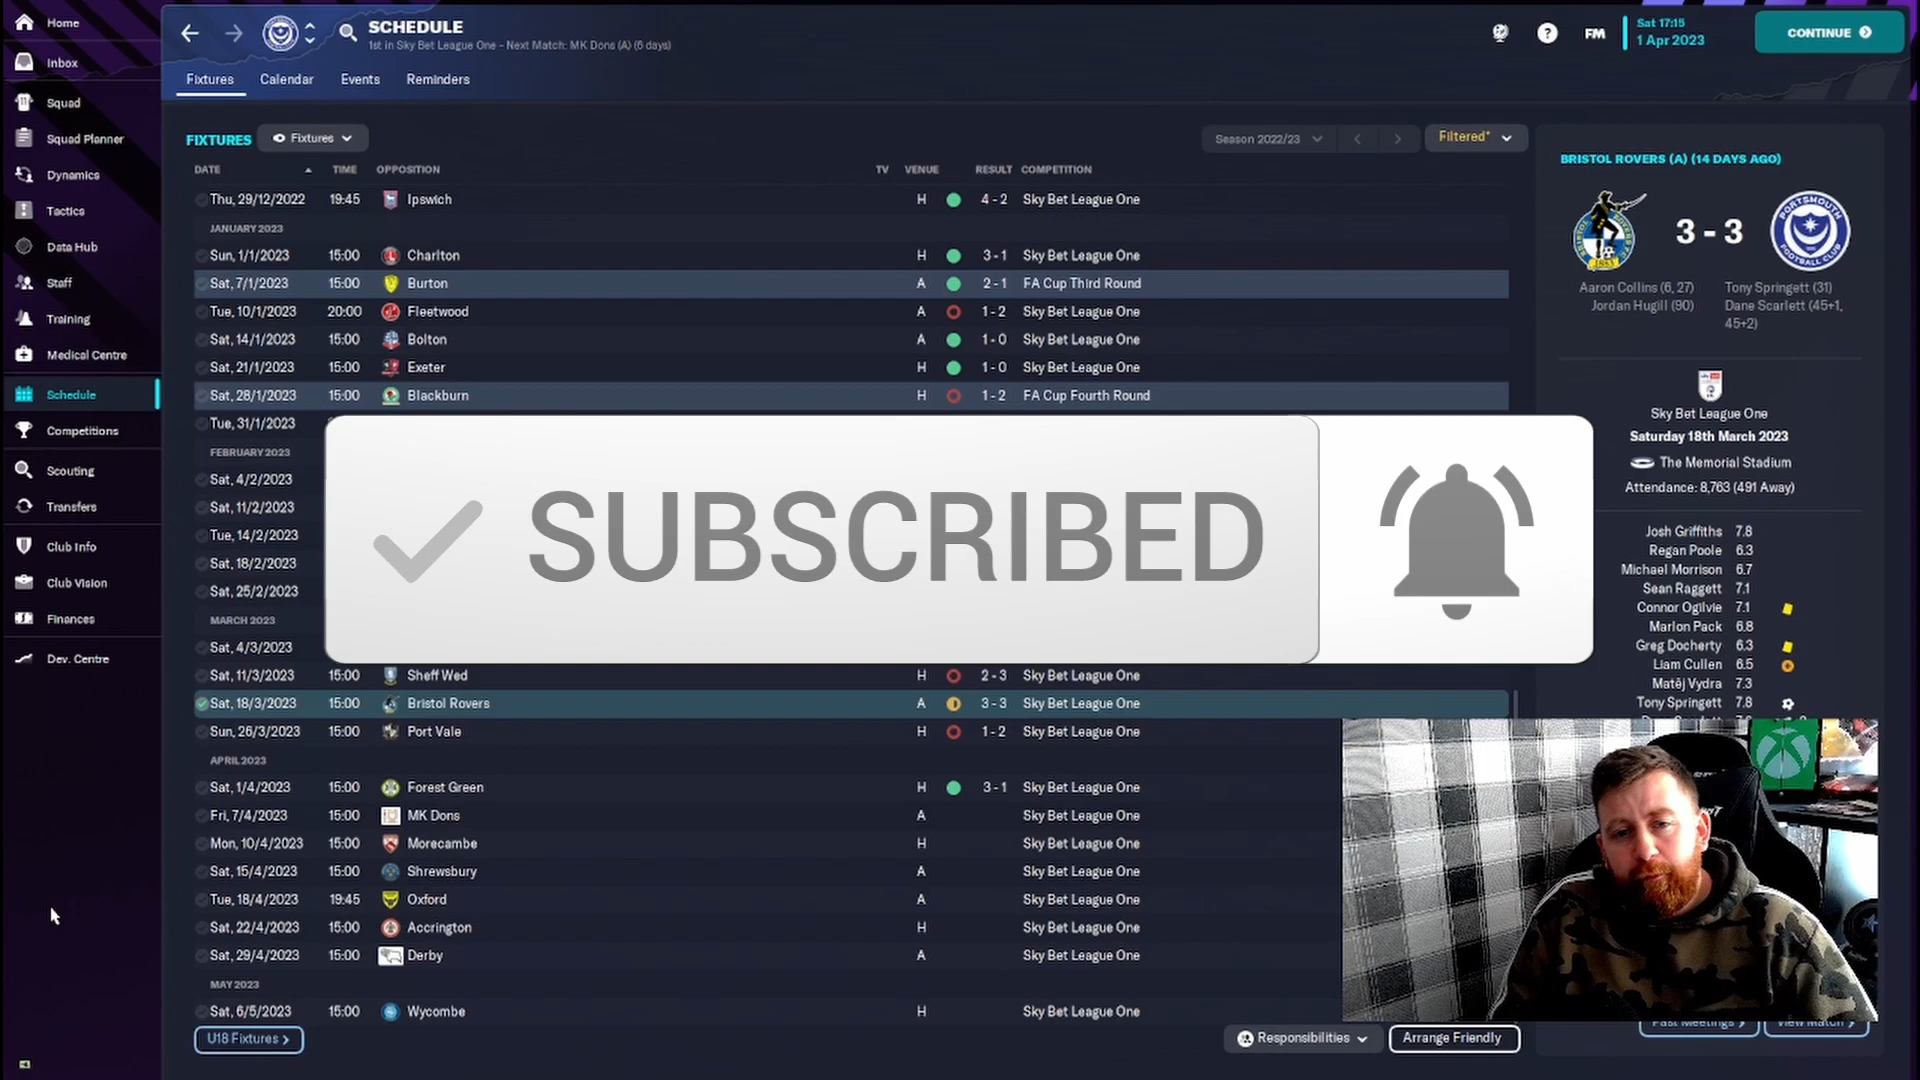 Home
Inbox
Squad
Squad Planner
Dynamics
Tactics
Data Hub
Staff
Training
Medical Centre
Schedule
Competitions
Scouting
Transfers
Club Info
Club Vision
Finances
Dev. Centre
SCHEDULE
1st in Sky Bet League One - Next Match: MK Dons (A) (6 days)
FM
Sat 17:15
1 Apr 2023
CONTINUE
Fixtures Calendar Events Reminders
FIXTURES Fixtures
Season 2022/23 Filtered*
DATE TIME OPPOSITION TV VENUE RESULT COMPETITION
Thu, 29/12/2022 19:45 Ipswich H 4 - 2 Sky Bet League One
JANUARY 2023
Sun, 1/1/2023 15:00 Charlton H 3 - 1 Sky Bet League One
Sat, 7/1/2023 15:00 Burton A 2 - 1 FA Cup Third Round
Tue, 10/1/2023 20:00 Fleetwood A 1 - 2 Sky Bet League One
Sat, 14/1/2023 15:00 Bolton A 1 - 0 Sky Bet League One
Sat, 21/1/2023 15:00 Exeter H 1 - 0 Sky Bet League One
Sat, 28/1/2023 15:00 Blackburn H 1 - 2 FA Cup Fourth Round
Tue, 31/1/2023
FEBRUARY 2023
Sat, 4/2/2023
Sat, 11/2/2023
Tue, 14/2/2023
Sat, 18/2/2023
Sat, 25/2/2023
MARCH 2023
Sat, 4/3/2023
SUBSCRIBED
Sat, 11/3/2023 15:00 Sheff Wed H 2 - 3 Sky Bet League One
Sat, 18/3/2023 15:00 Bristol Rovers A 3 - 3 Sky Bet League One
Sun, 26/3/2023 15:00 Port Vale H 1 - 2 Sky Bet League One
APRIL 2023
Sat, 1/4/2023 15:00 Forest Green H 3 - 1 Sky Bet League One
Fri, 7/4/2023 15:00 MK Dons A Sky Bet League One
Mon, 10/4/2023 15:00 Morecambe H Sky Bet League One
Sat, 15/4/2023 15:00 Shrewsbury A Sky Bet League One
Tue, 18/4/2023 19:45 Oxford A Sky Bet League One
Sat, 22/4/2023 15:00 Accrington H Sky Bet League One
Sat, 29/4/2023 15:00 Derby A Sky Bet League One
MAY 2023
Sat, 6/5/2023 15:00 Wycombe H Sky Bet League One
U18 Fixtures
Responsibilities
Arrange Friendly
BRISTOL ROVERS (A) (14 DAYS AGO)
BRISTOL ROVERS F.C.
1883
3 - 3
PORTSMOUTH
FOOTBALL CLUB
Aaron Collins (6, 27)
Jordan Hugill (90)
Tony Springett (31)
Dane Scarlett (45+1,
45+2)
Sky Bet League One
Saturday 18th March 2023
The Memorial Stadium
Attendance: 8,763 (491 Away)
Josh Griffiths 7.8
Regan Poole 6.3
Michael Morrison 6.7
Sean Raggett 7.1
Connor Ogilvie 7.1
Marlon Pack 6.8
Greg Docherty 6.3
Liam Cullen 6.5
Matěj Vydra 7.3
Tony Springett 7.8
Past Meetings View Match